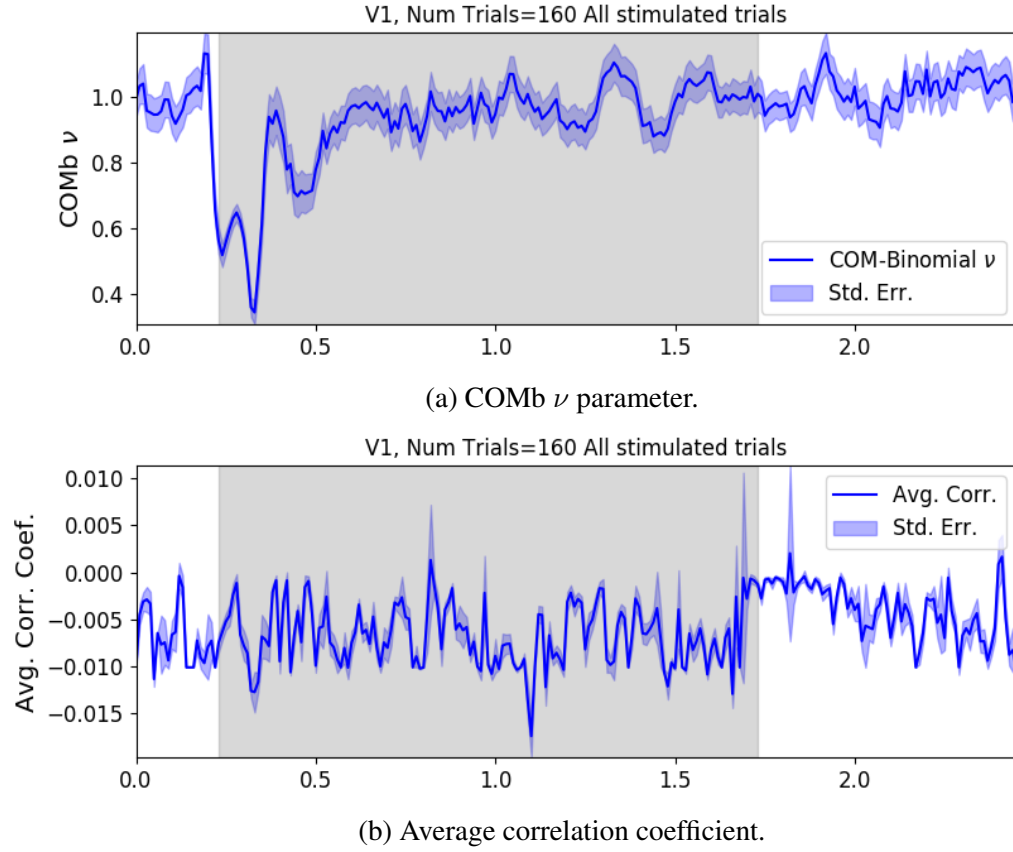 V1, Num Trials=160 All stimulated trials
COMb ν
1.0
0.8
0.6
0.4
COM-Binomial ν
Std. Err.
0.0 0.5 1.0 1.5 2.0
(a) COMb ν parameter.
V1, Num Trials=160 All stimulated trials
Avg. Corr. Coef.
0.010
0.005
0.000
−0.005
−0.010
−0.015
Avg. Corr.
Std. Err.
0.0 0.5 1.0 1.5 2.0
(b) Average correlation coefficient.